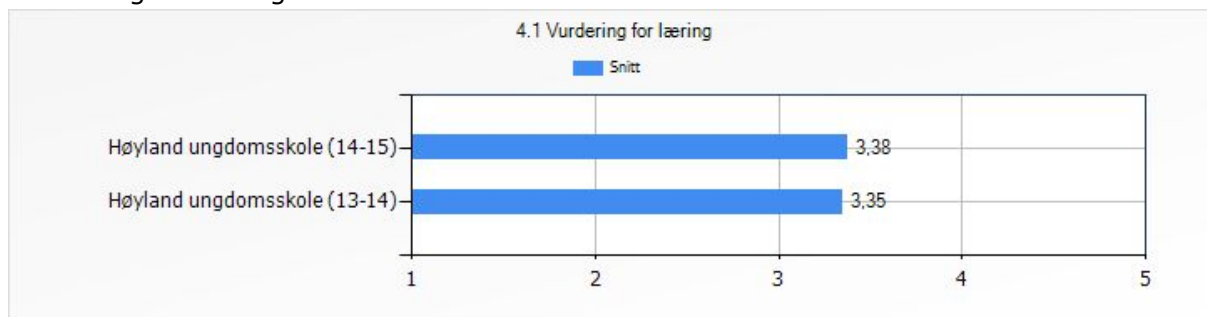 4.1 Vurdering for læring
Snitt
Høyland ungdomsskole (14-15)
3,38
Høyland ungdomsskole (13-14)
3,35
1 2 3 4 5